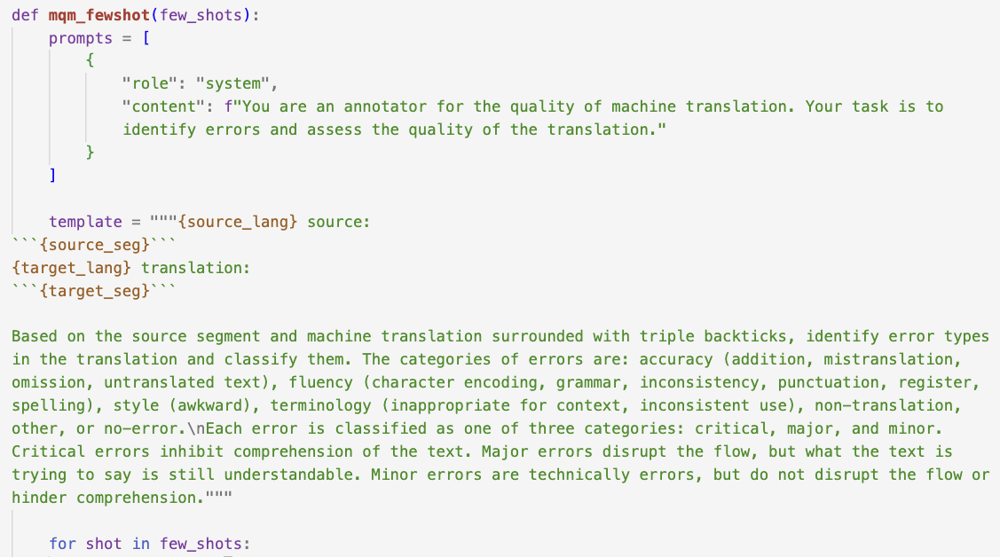 def mqm_fewshot(few_shots):
    prompts = [
        {
            "role": "system",
            "content": f"You are an annotator for the quality of machine translation. Your task is to
            identify errors and assess the quality of the translation."
        }
    ]

    template = """{source_lang} source:
```{source_seg}```
{target_lang} translation:
```{target_seg}```

Based on the source segment and machine translation surrounded with triple backticks, identify error types
in the translation and classify them. The categories of errors are: accuracy (addition, mistranslation,
omission, untranslated text), fluency (character encoding, grammar, inconsistency, punctuation, register,
spelling), style (awkward), terminology (inappropriate for context, inconsistent use), non-translation,
other, or no-error.\nEach error is classified as one of three categories: critical, major, and minor.
Critical errors inhibit comprehension of the text. Major errors disrupt the flow, but what the text is
trying to say is still understandable. Minor errors are technically errors, but do not disrupt the flow or
hinder comprehension."""

    for shot in few_shots: